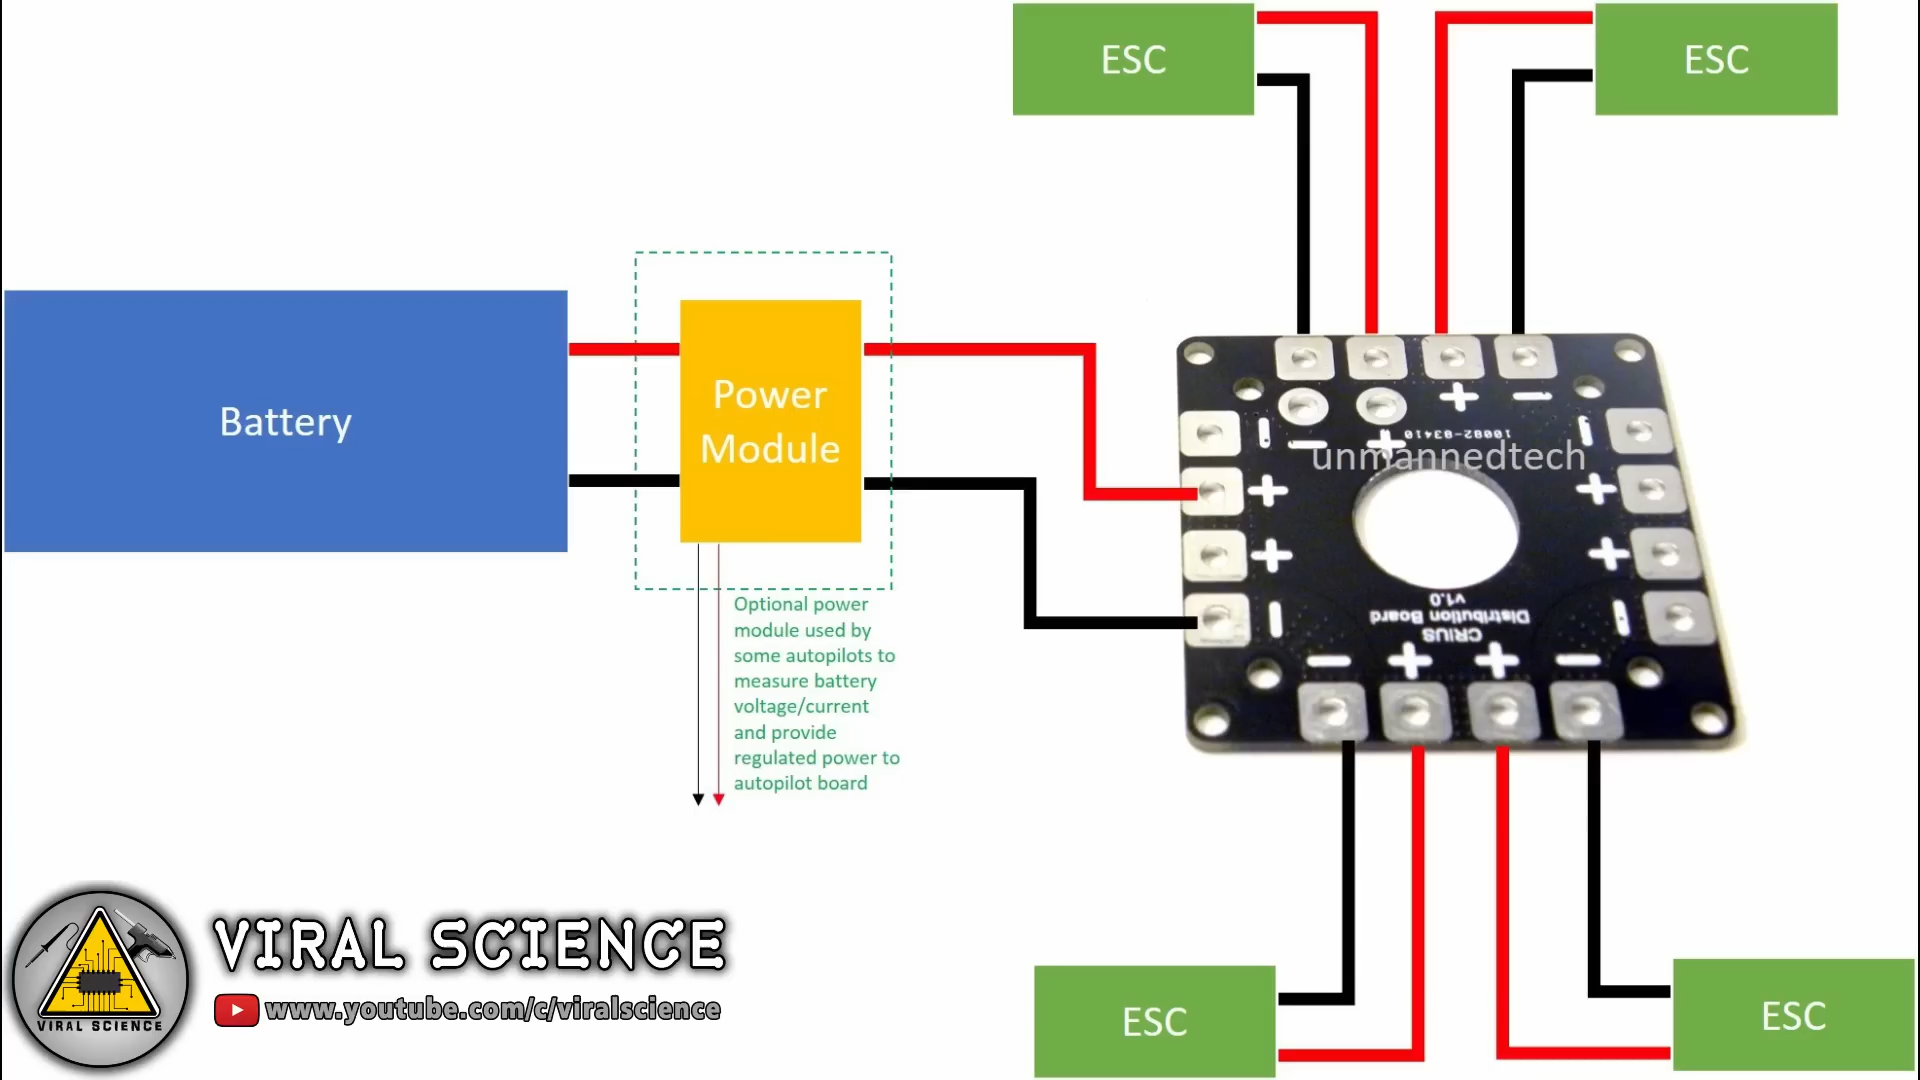 ESC
ESC
Battery
Power
Module
10082-83410
unmannedtech
v1.0
Distribution Board
CRIUS
Optional power
module used by
some autopilots to
measure battery
voltage/current
and provide
regulated power to
autopilot board
ESC
ESC
VIRAL SCIENCE
www.youtube.com/c/viralscience
VIRAL SCIENCE